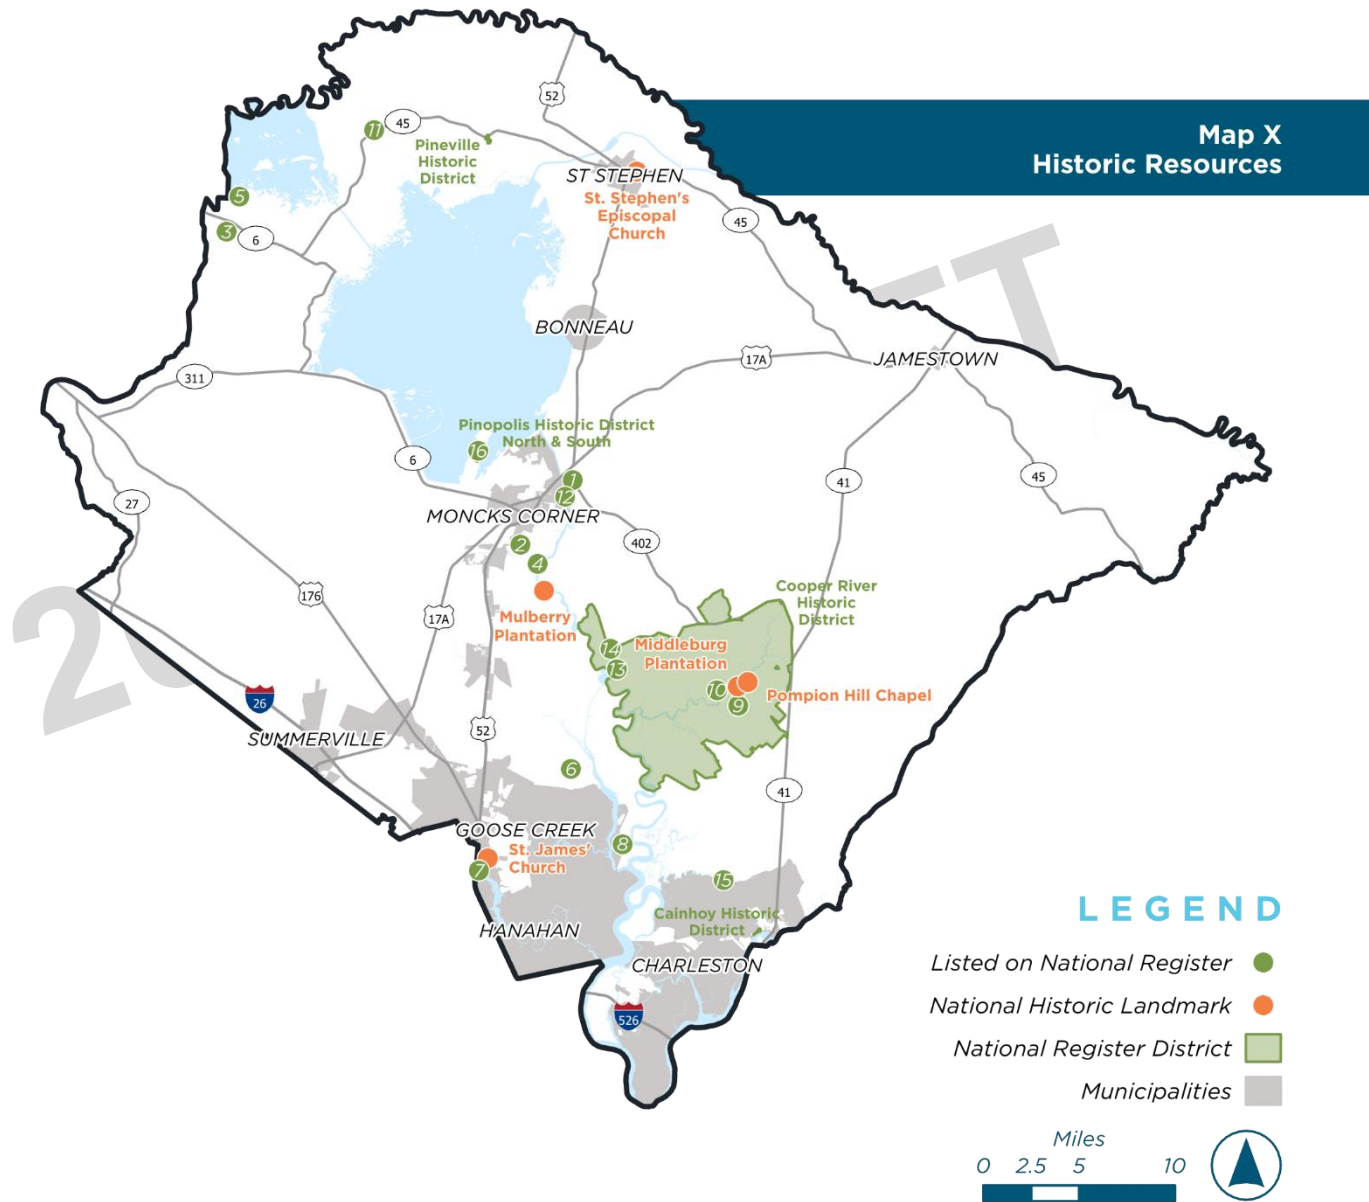 Map X
Historic Resources
52
11
45
Pineville
Historic
District
ST STEPHEN
St. Stephen's
Episcopal
Church
45
5
3
6
BONNEAU
17A
JAMESTOWN
311
Pinopolis Historic District
North & South
16
6
1
12
41
45
27
MONCKS CORNER
402
2
4
176
17A
Mulberry
Plantation
Cooper River
Historic
District
14
13
Middleburg
Plantation
10
9
Pompion Hill Chapel
26
52
SUMMERVILLE
6
41
GOOSE CREEK
St. James'
Church
7
8
15
Cainhoy Historic
District
HANAHAN
CHARLESTON
526
LEGEND
Listed on National Register
National Historic Landmark
National Register District
Municipalities
Miles
0 2.5 5 10